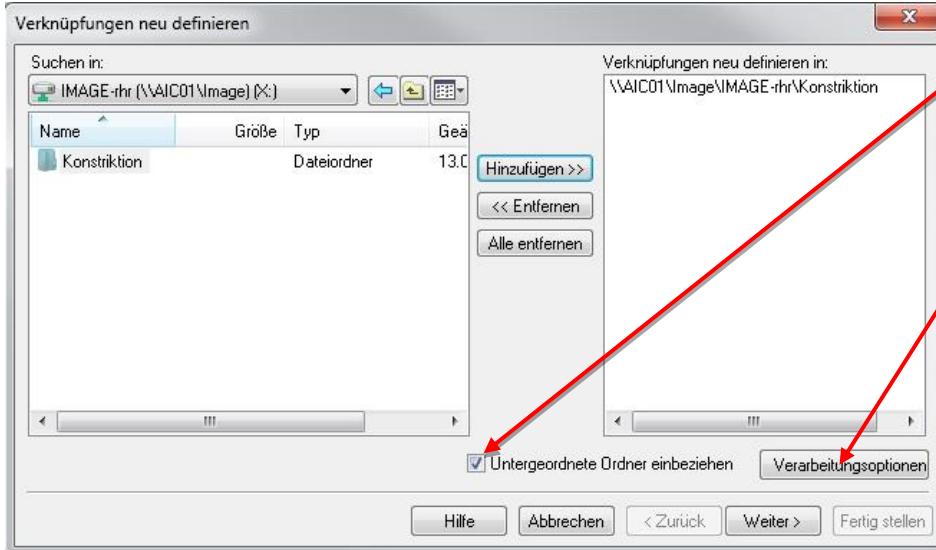 Verknüpfungen neu definieren
Suchen in:
IMAGE-rhr (\\AIC01\Image) (X:)
Name Größe Typ
Konstriktion Dateiordner
Hinzufügen >>
<< Entfernen
Alle entfernen
Verknüpfungen neu definieren in:
\\AIC01\Image\IMAGE-rhr\Konstriktion
Untergeordnete Ordner einbeziehen
Verarbeitungsoptionen
Hilfe
Abbrechen
< Zurück
Weiter >
Fertig stellen